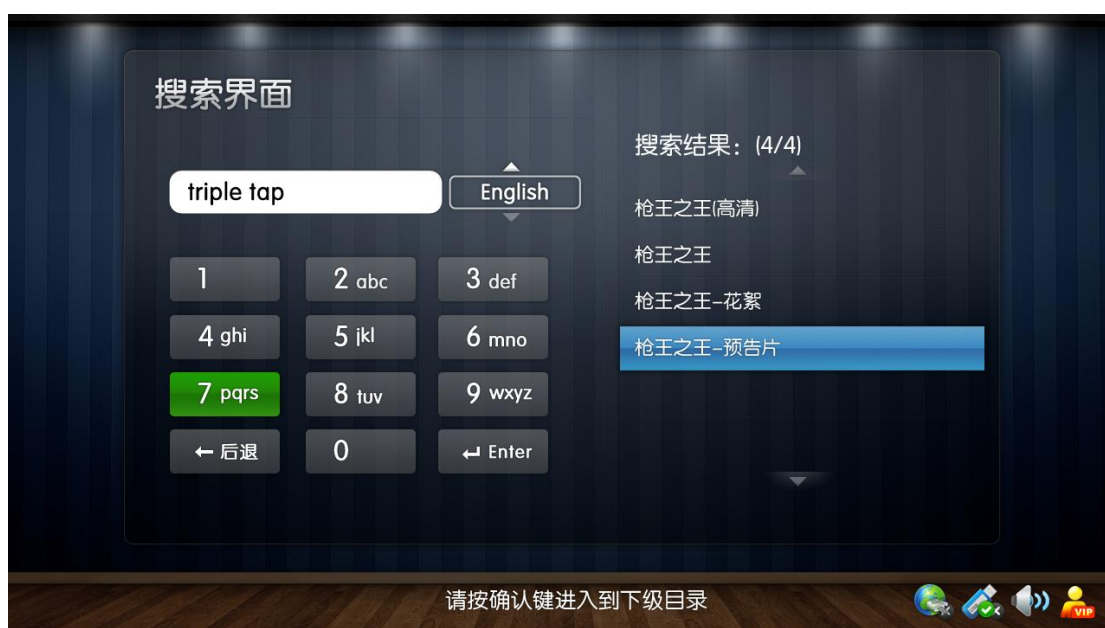 搜索界面
triple tap
English
1
2 abc
3 def
4 ghi
5 jkl
6 mno
7 pqrs
8 tuv
9 wxyz
← 后退
0
↵ Enter
搜索结果：(4/4)
枪王之王(高清)
枪王之王
枪王之王-花絮
枪王之王-预告片
请按确认键进入到下级目录
VIP